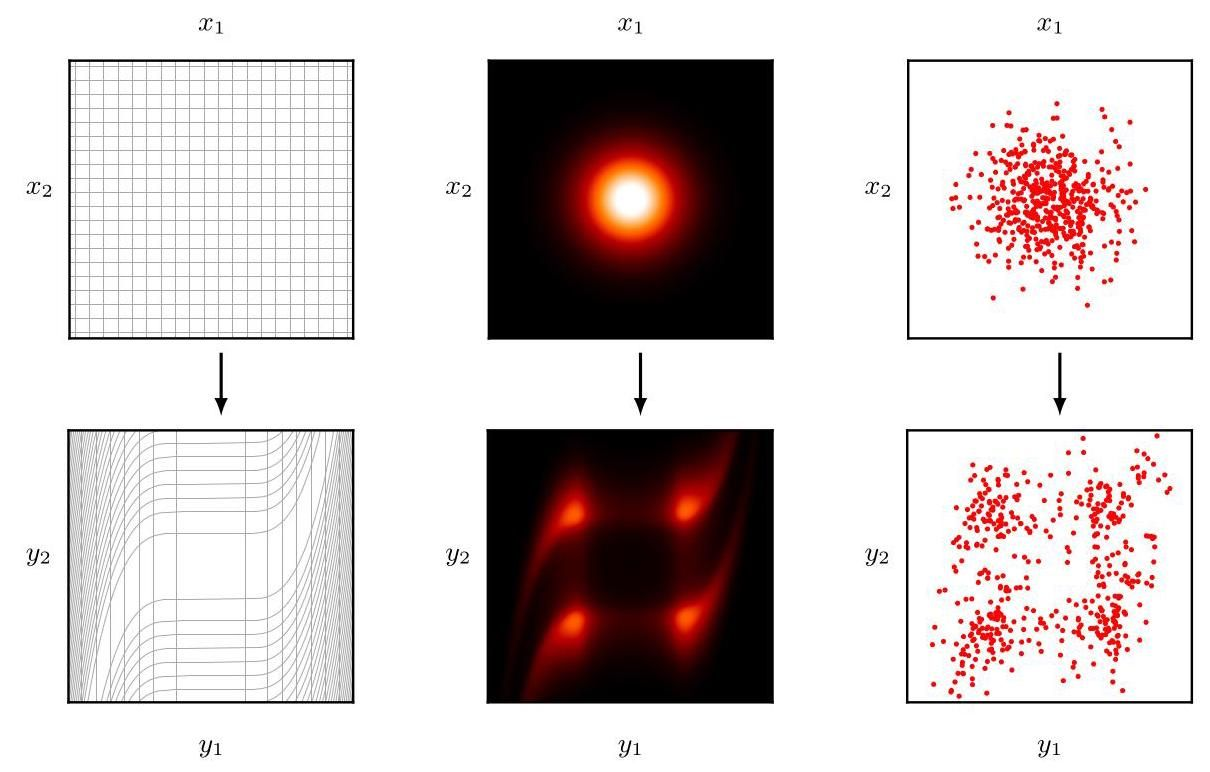 x₁ x₁ x₁
x₂ x₂ x₂
y₂ y₂ y₂
y₁ y₁ y₁